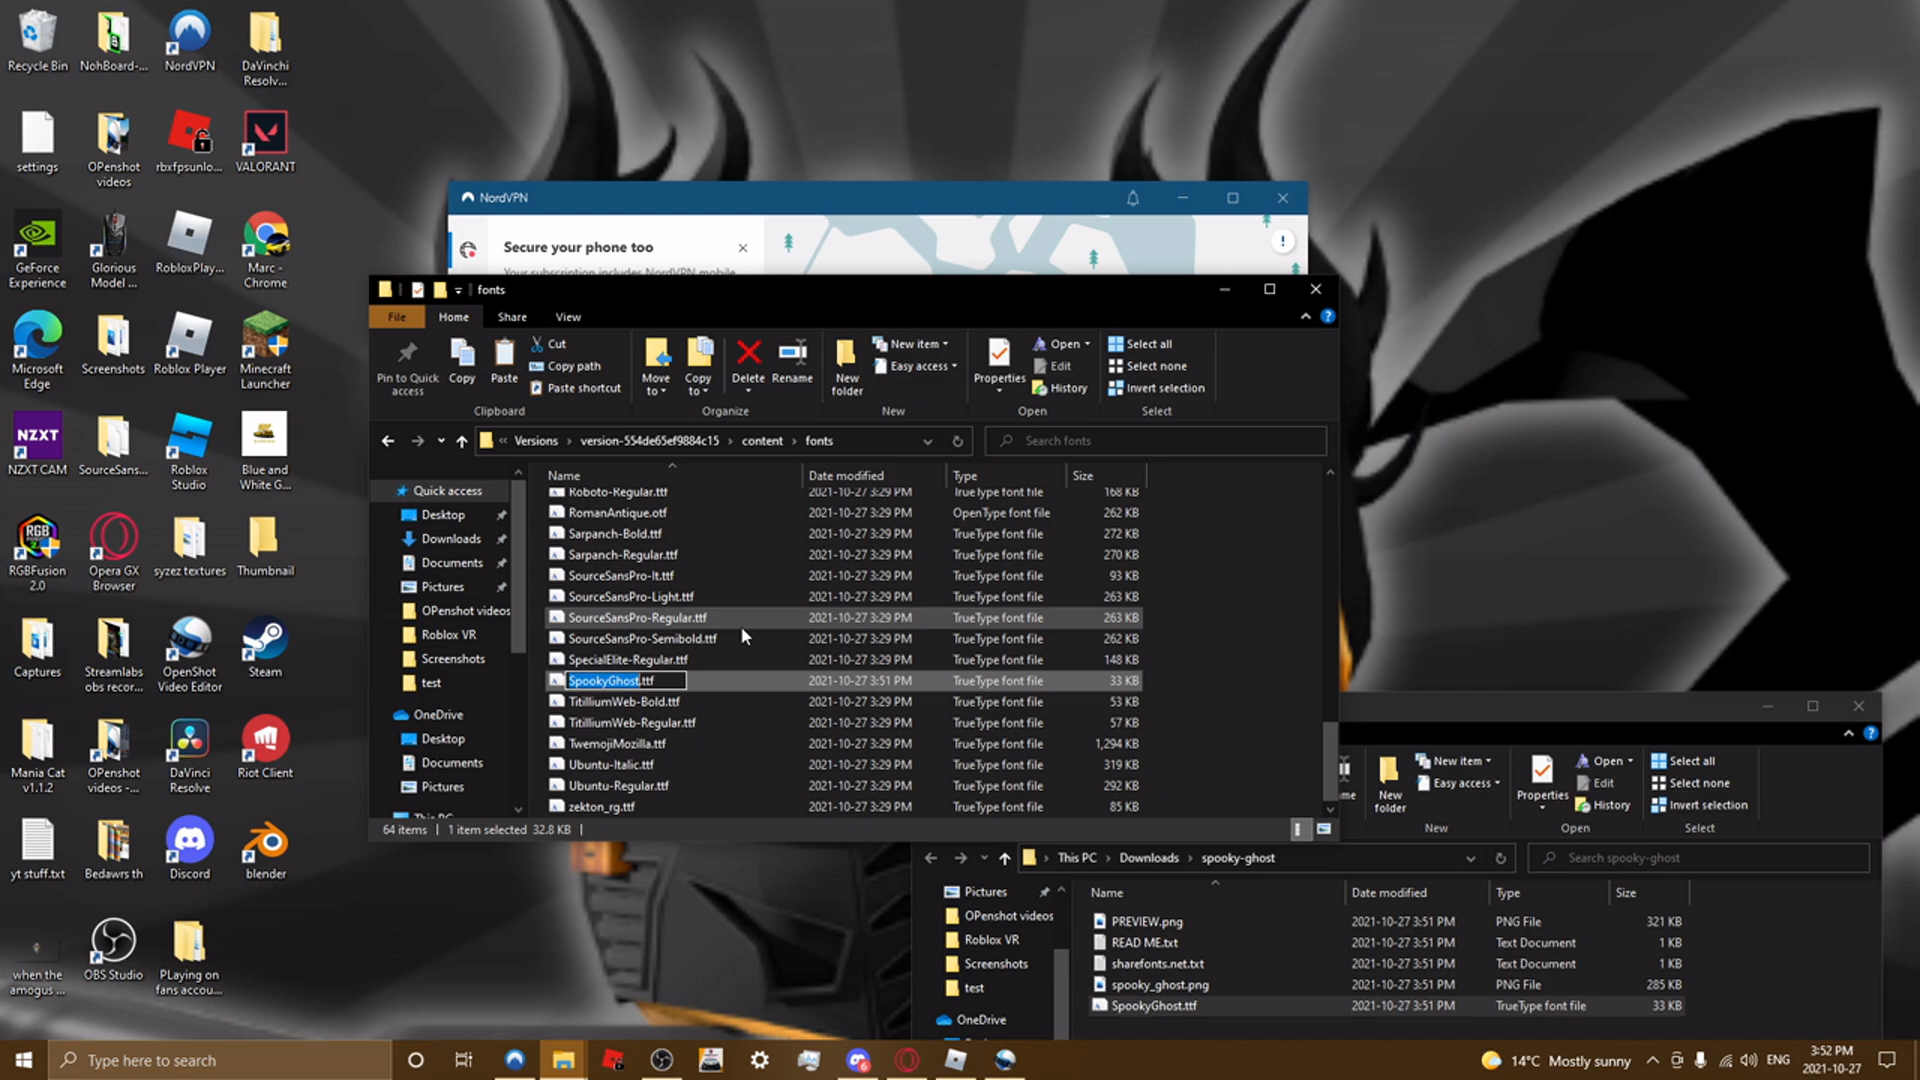 Recycle Bin
NohBoard-...
NordVPN
DaVinchi
Resolv...
settings
OPenshot
videos
rbxfpsunlo...
VALORANT
GeForce
Experience
Glorious
Model ...
RobloxPlay...
Marc -
Chrome
Microsoft
Edge
Screenshots
Roblox Player
Minecraft
Launcher
NZXT
NZXT CAM
SourceSans...
Roblox
Studio
Blue and
White G...
RGB
RGBFusion
2.0
Opera GX
Browser
syzez textures
Thumbnail
Captures
Streamlabs
obs recor...
OpenShot
Video Editor
Steam
Mania Cat
v1.1.2
OPenshot
videos -...
DaVinci
Resolve
Riot Client
yt stuff.txt
Bedawrs th
Discord
blender
when the
amogus ...
OBS Studio
PLaying on
fans accou...
NordVPN
Secure your phone too
Your subscription includes NordVPN mobile
fonts
File
Home
Share
View
Pin to Quick
access
Copy
Paste
Cut
Copy path
Paste shortcut
Clipboard
Move
to
Copy
to
Delete
Rename
Organize
New
folder
New item
Easy access
New
Properties
Open
Edit
History
Open
Select all
Select none
Invert selection
Select
« Versions > version-554de65ef9884c15 > content > fonts
Search fonts
Quick access
Desktop
Downloads
Documents
Pictures
OPenshot videos
Roblox VR
Screenshots
test
OneDrive
Desktop
Documents
Pictures
This PC
Name Date modified Type Size
Roboto-Regular.ttf 2021-10-27 3:29 PM TrueType font file 168 KB
RomanAntique.otf 2021-10-27 3:29 PM OpenType font file 262 KB
Sarpanch-Bold.ttf 2021-10-27 3:29 PM TrueType font file 272 KB
Sarpanch-Regular.ttf 2021-10-27 3:29 PM TrueType font file 270 KB
SourceSansPro-It.ttf 2021-10-27 3:29 PM TrueType font file 93 KB
SourceSansPro-Light.ttf 2021-10-27 3:29 PM TrueType font file 263 KB
SourceSansPro-Regular.ttf 2021-10-27 3:29 PM TrueType font file 263 KB
SourceSansPro-Semibold.ttf 2021-10-27 3:29 PM TrueType font file 262 KB
SpecialElite-Regular.ttf 2021-10-27 3:29 PM TrueType font file 148 KB
SpookyGhost.ttf 2021-10-27 3:51 PM TrueType font file 33 KB
TitilliumWeb-Bold.ttf 2021-10-27 3:29 PM TrueType font file 53 KB
TitilliumWeb-Regular.ttf 2021-10-27 3:29 PM TrueType font file 57 KB
TwemojiMozilla.ttf 2021-10-27 3:29 PM TrueType font file 1,294 KB
Ubuntu-Italic.ttf 2021-10-27 3:29 PM TrueType font file 319 KB
Ubuntu-Regular.ttf 2021-10-27 3:29 PM TrueType font file 292 KB
zekton_rg.ttf 2021-10-27 3:29 PM TrueType font file 85 KB
64 items 1 item selected 32.8 KB
me
New
folder
New item
Easy access
New
Properties
Open
Edit
History
Open
Select all
Select none
Invert selection
Select
This PC > Downloads > spooky-ghost
Search spooky-ghost
Pictures
OPenshot videos
Roblox VR
Screenshots
test
OneDrive
Name Date modified Type Size
PREVIEW.png 2021-10-27 3:51 PM PNG File 321 KB
READ ME.txt 2021-10-27 3:51 PM Text Document 1 KB
sharefonts.net.txt 2021-10-27 3:51 PM Text Document 1 KB
spooky_ghost.png 2021-10-27 3:51 PM PNG File 285 KB
SpookyGhost.ttf 2021-10-27 3:51 PM TrueType font file 33 KB
Type here to search
6
14°C Mostly sunny
ENG
3:52 PM
2021-10-27